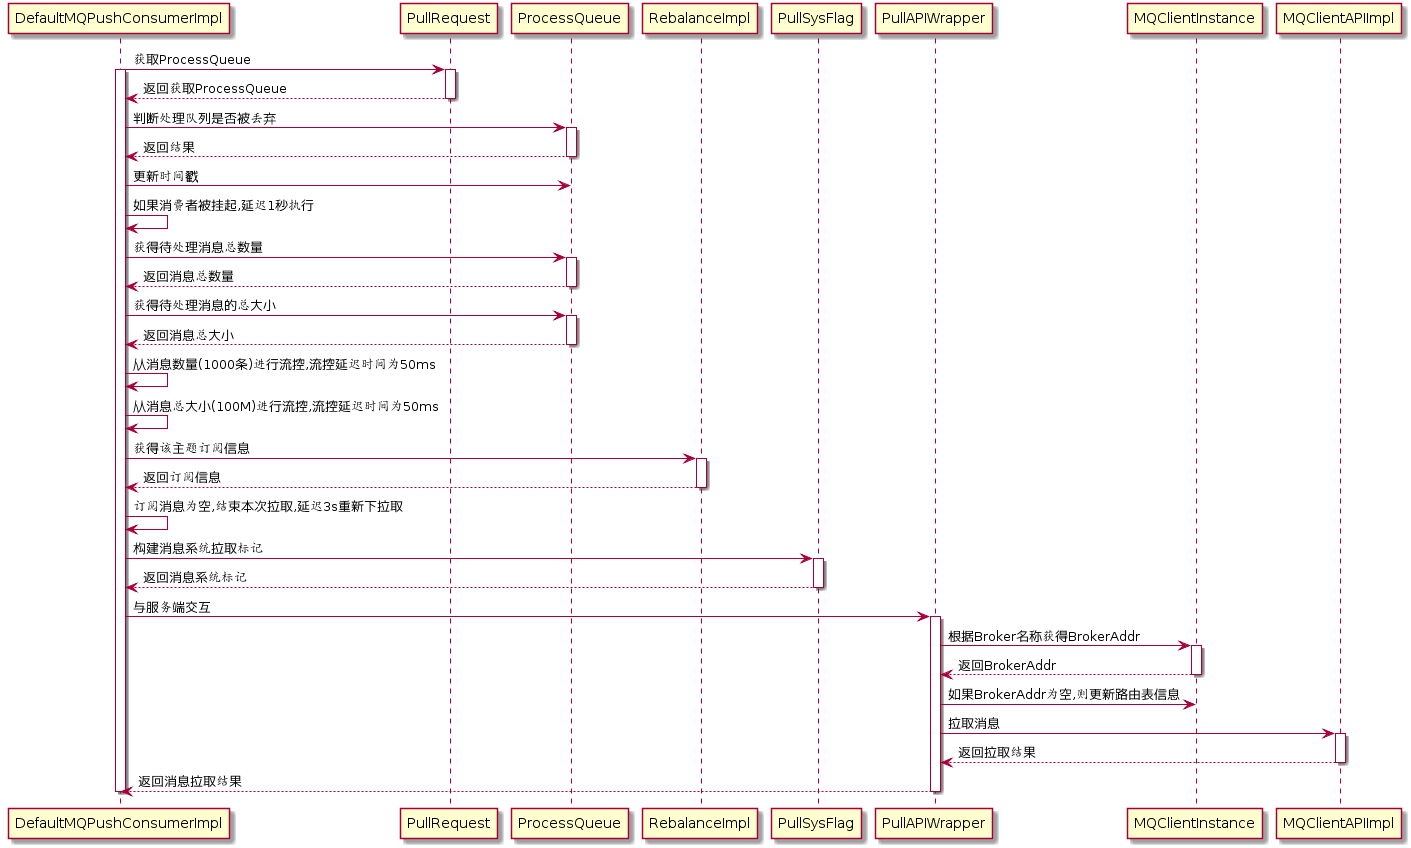 DefaultMQPushConsumerImpl PullRequest ProcessQueue RebalanceImpl PullSysFlag PullAPIWrapper MQClientInstance MQClientAPIImpl
获取ProcessQueue
返回获取ProcessQueue
判断处理队列是否被丢弃
返回结果
更新时间戳
如果消费者被挂起,延迟1秒执行
获得待处理消息总数量
返回消息总数量
获得待处理消息的总大小
返回消息总大小
从消息数量(1000条)进行流控,流控延迟时间为50ms
从消息总大小(100M)进行流控,流控延迟时间为50ms
获得该主题订阅信息
返回订阅信息
订阅消息为空,结束本次拉取,延迟3s重新下拉取
构建消息系统拉取标记
返回消息系统标记
与服务端交互
根据Broker名称获得BrokerAddr
返回BrokerAddr
如果BrokerAddr为空,则更新路由表信息
拉取消息
返回拉取结果
返回消息拉取结果
DefaultMQPushConsumerImpl PullRequest ProcessQueue RebalanceImpl PullSysFlag PullAPIWrapper MQClientInstance MQClientAPIImpl